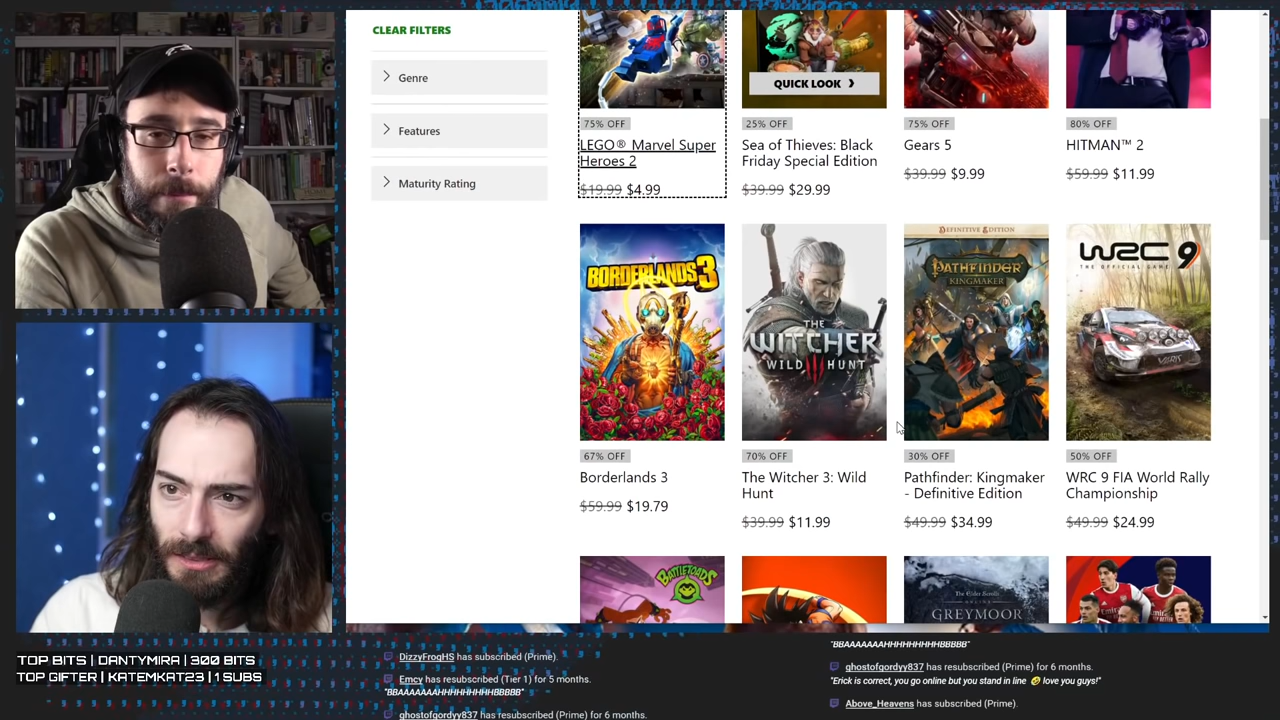 CLEAR FILTERS
Genre
Features
Maturity Rating
QUICK LOOK
75% OFF
LEGO® Marvel Super
Heroes 2
$19.99 $4.99
25% OFF
Sea of Thieves: Black
Friday Special Edition
$39.99 $29.99
75% OFF
Gears 5
$39.99 $9.99
80% OFF
HITMAN™ 2
$59.99 $11.99
BORDERLANDS 3
THE
WITCHER
WILD HUNT
DEFINITIVE EDITION
PATHFINDER
KINGMAKER
WRC 9
THE OFFICIAL GAME
67% OFF
Borderlands 3
$59.99 $19.79
70% OFF
The Witcher 3: Wild
Hunt
$39.99 $11.99
30% OFF
Pathfinder: Kingmaker
- Definitive Edition
$49.99 $34.99
50% OFF
WRC 9 FIA World Rally
Championship
$49.99 $24.99
BATTLETOADS
The Elder Scrolls
GREYMOOR
TOP BITS | DANTYMIRA | 300 BITS
TOP GIFTER | KATEMKAT23 | 1 SUBS
DizzyFrogHS has subscribed (Prime).
Emcy has resubscribed (Tier 1) for 5 months.
"BBAAAAAAAHHHHHHHHHBBBBB"
ghostofgordyy837 has resubscribed (Prime) for 6 months.
"BBAAAAAAAHHHHHHHHHBBBBB"
ghostofgordyy837 has resubscribed (Prime) for 6 months.
"Erick is correct, you go online but you stand in line 🤣 love you guys!"
Above_Heavens has subscribed (Prime).